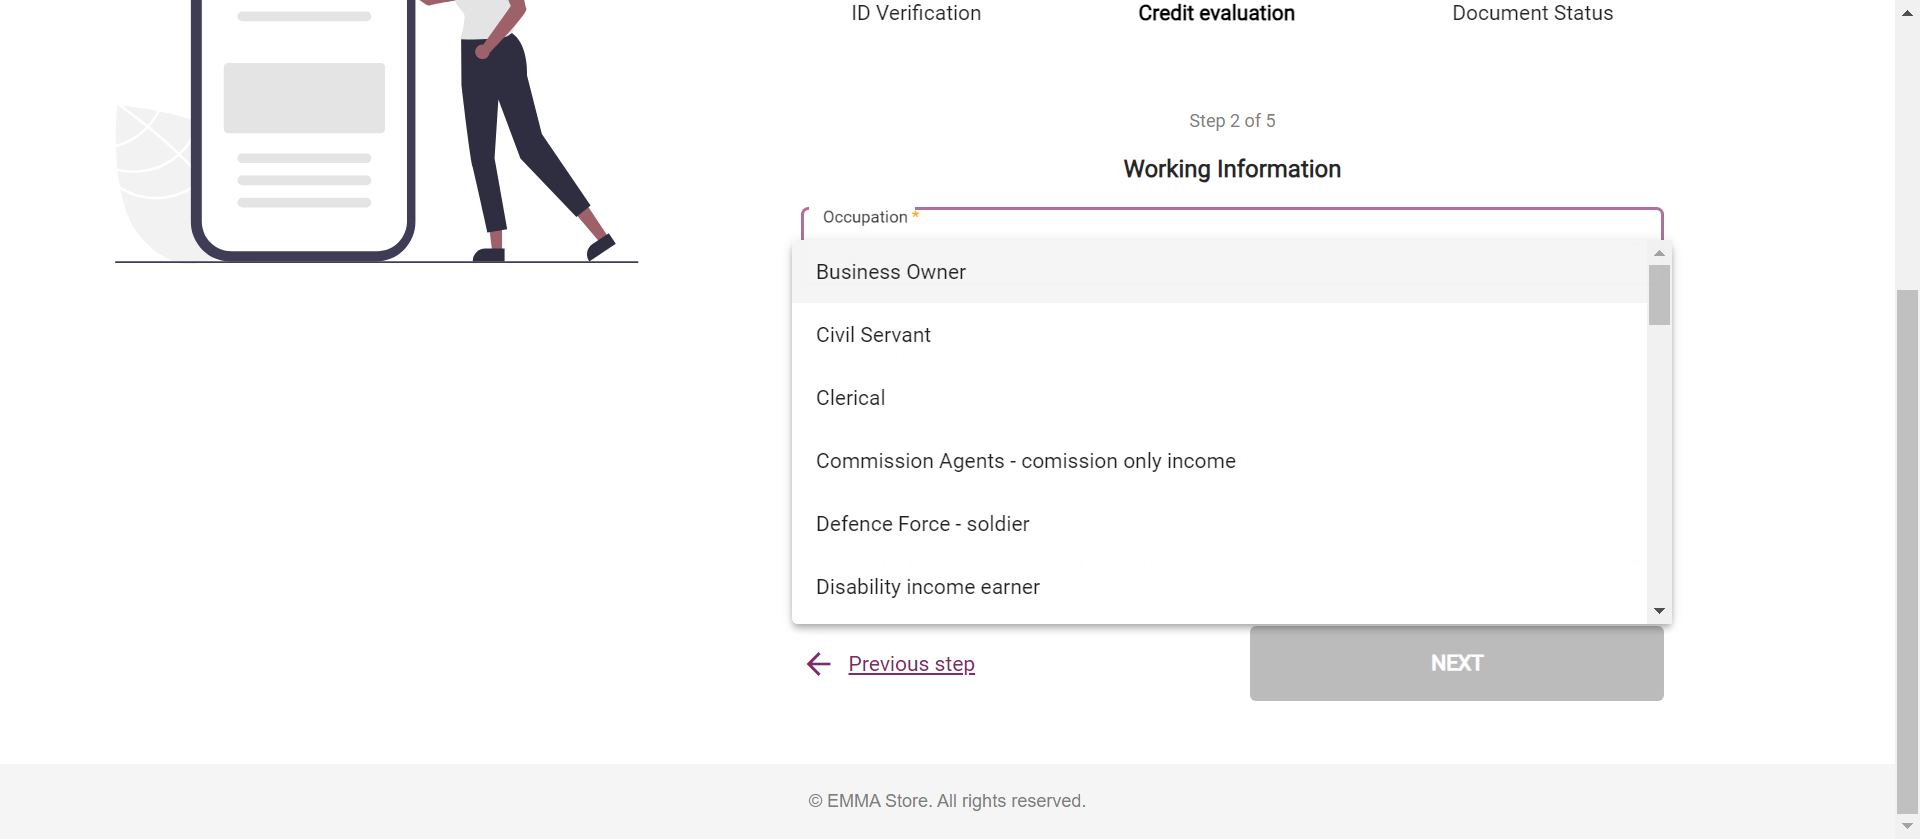 ID Verification
Credit evaluation
Document Status
Step 2 of 5
Working Information
Occupation *
Business Owner
Civil Servant
Clerical
Commission Agents - comission only income
Defence Force - soldier
Disability income earner
Previous step
NEXT
© EMMA Store. All rights reserved.